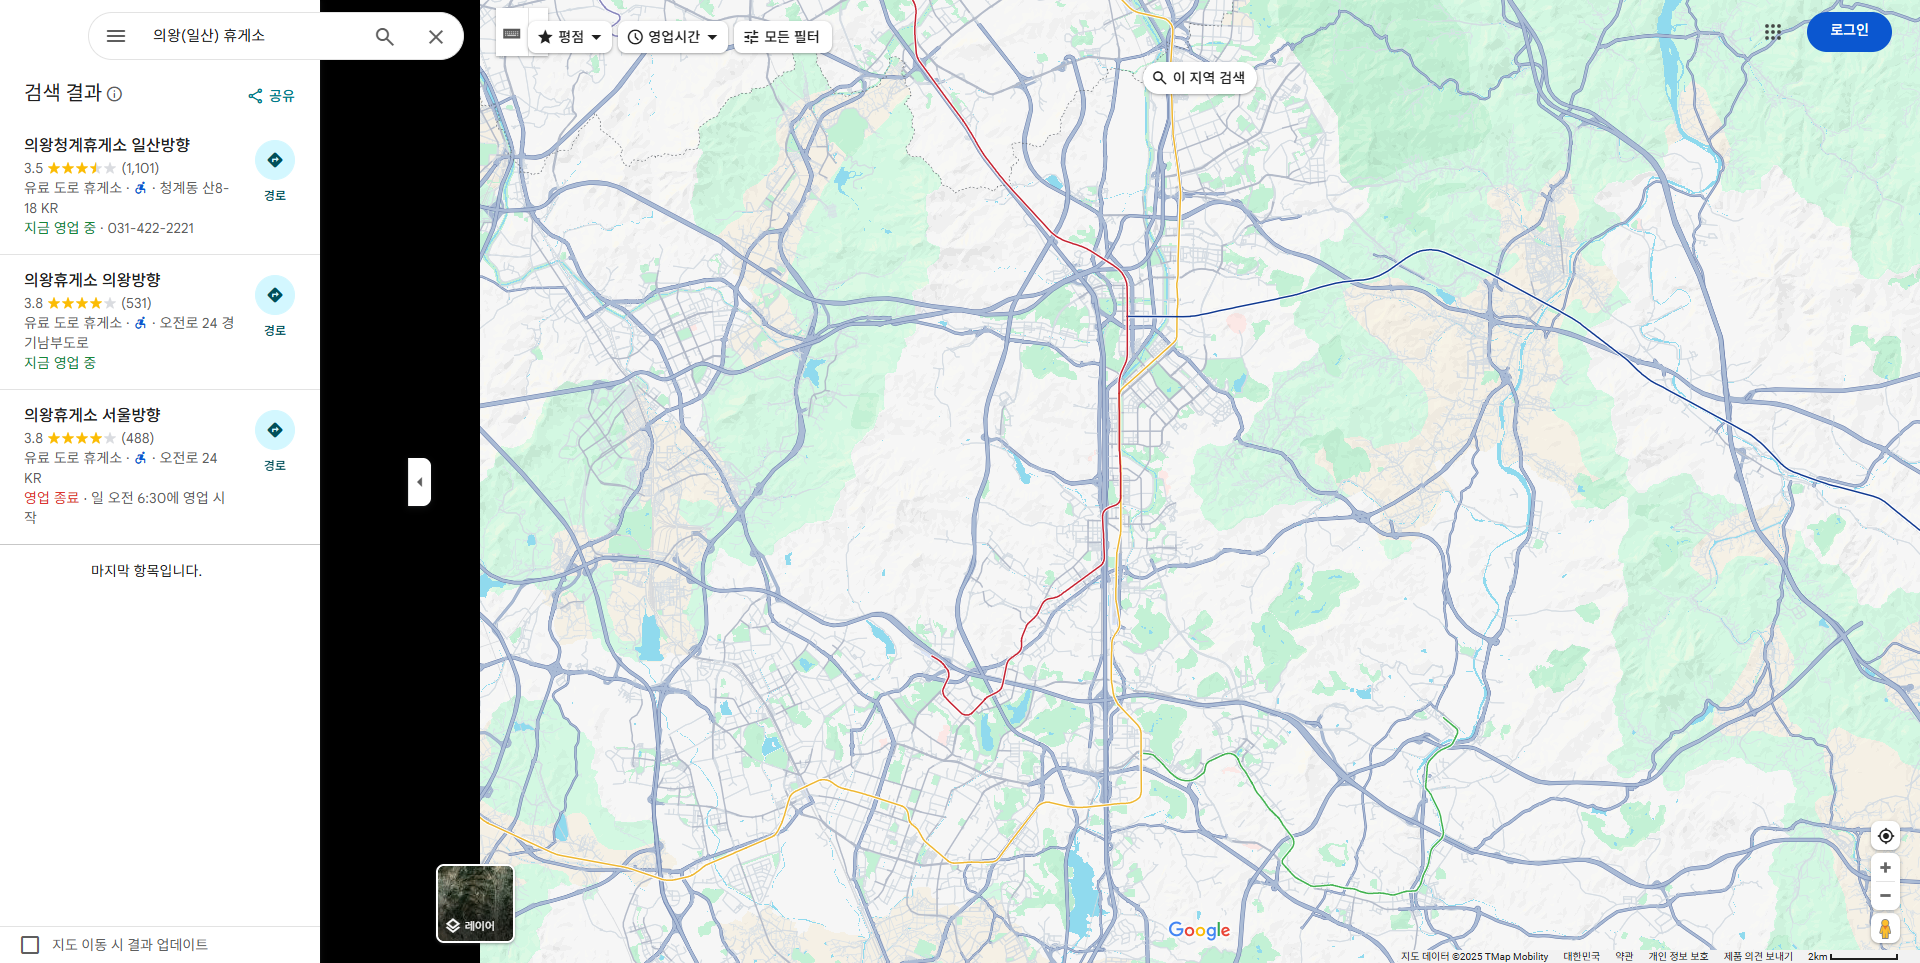 의왕(일산) 휴게소
평점
영업시간
모든 필터
로그인
이 지역 검색
검색 결과
공유
의왕청계휴게소 일산방향
3.5 (1,101)
유료 도로 휴게소 · · 청계동 산8-
18 KR
지금 영업 중 · 031-422-2221
경로
의왕휴게소 의왕방향
3.8 (531)
유료 도로 휴게소 · · 오전로 24 경
기남부도로
지금 영업 중
경로
의왕휴게소 서울방향
3.8 (488)
유료 도로 휴게소 · · 오전로 24
KR
영업 종료 · 일 오전 6:30에 영업 시
작
경로
마지막 항목입니다.
지도 이동 시 결과 업데이트
레이어
Google
지도 데이터 ©2025 TMap Mobility 대한민국 약관 개인 정보 보호 제품 의견 보내기 2km